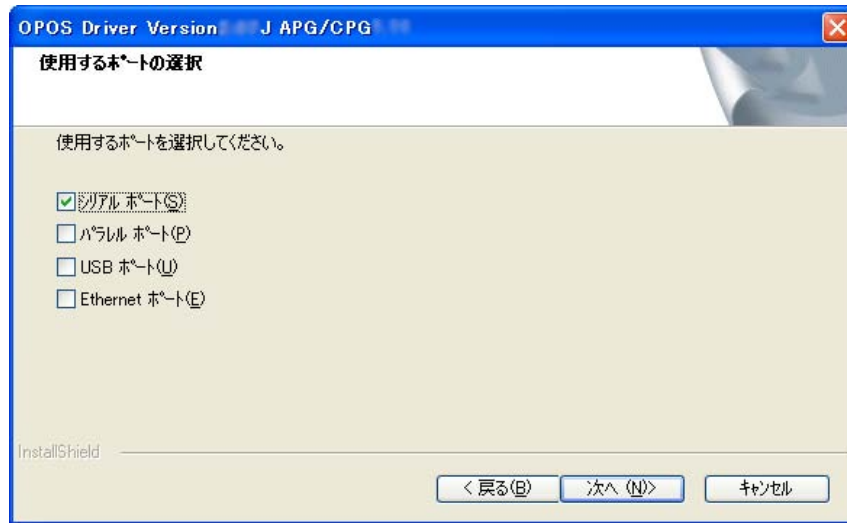 OPOS Driver Version J APG/CPG
使用するポートの選択
使用するポートを選択してください。
シリアル ポート(S)
パラレル ポート(P)
USB ポート(U)
Ethernet ポート(E)
InstallShield
< 戻る(B)
次へ (N)>
キャンセル